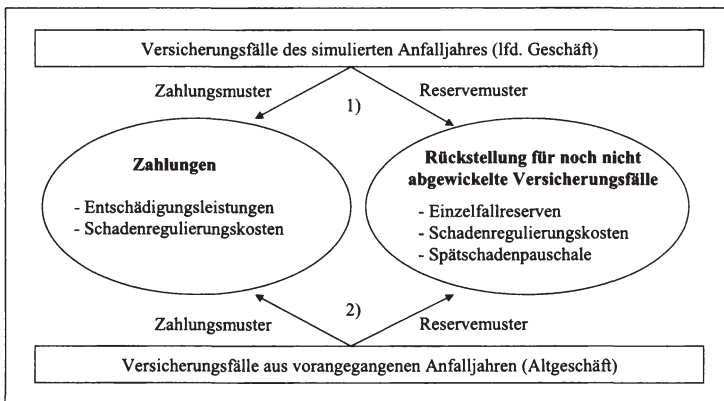 Versicherungsfälle des simulierten Anfalljahres (lfd. Geschäft)
Zahlungsmuster
1)
Reservemuster
Zahlungen
- Entschädigungsleistungen
- Schadenregulierungskosten
Rückstellung für noch nicht
abgewickelte Versicherungsfälle
- Einzelfallreserven
- Schadenregulierungskosten
- Spätschadenpauschale
2)
Zahlungsmuster
Reservemuster
Versicherungsfälle aus vorangegangenen Anfalljahren (Altgeschäft)